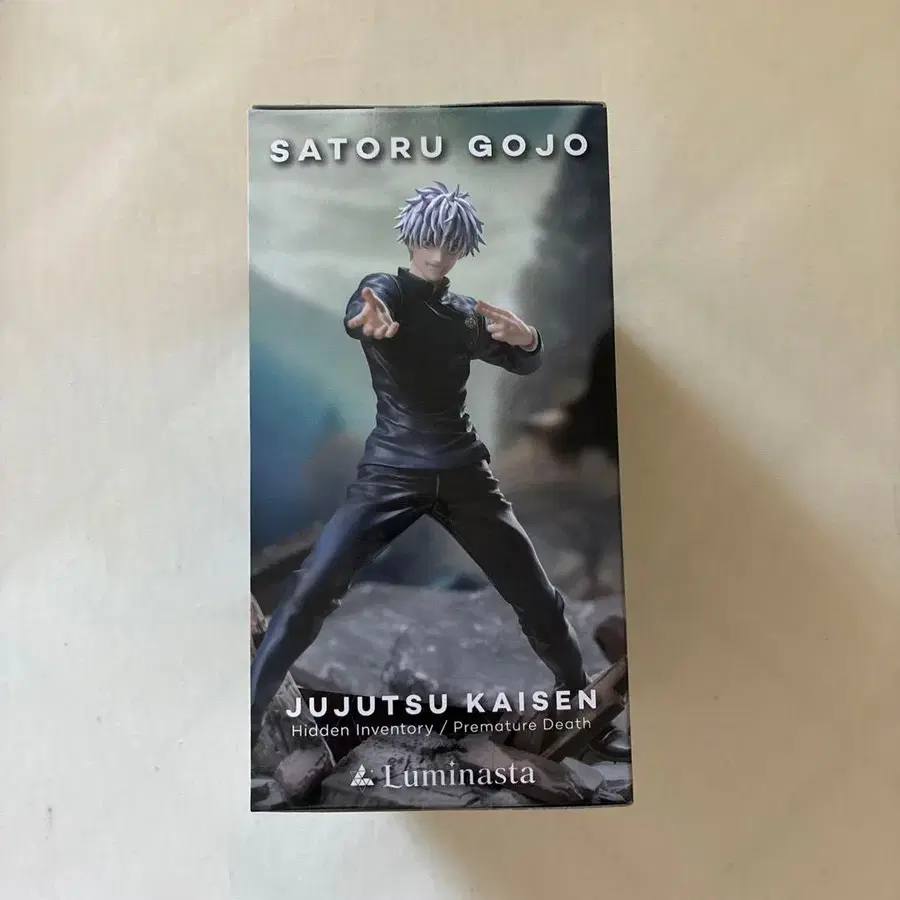 SATORU GOJO
JUJUTSU KAISEN
Hidden Inventory / Premature Death
Luminasta